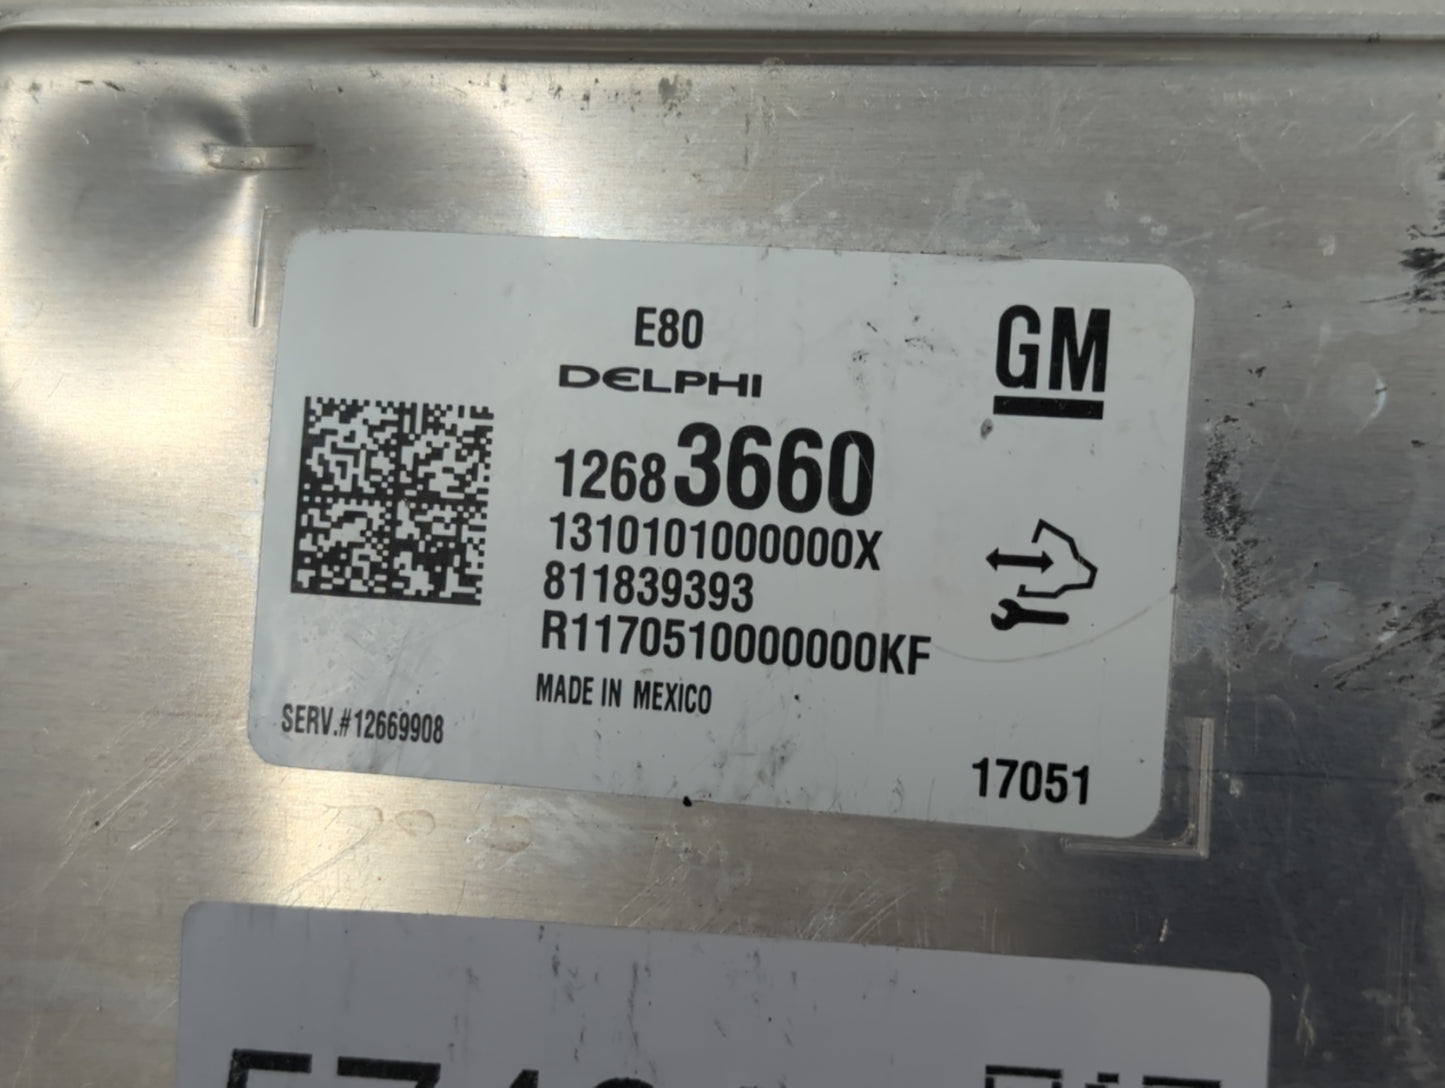 E80
DELPHI
GM
12683660
1310101000000X
811839393
R1170510000000KF
MADE IN MEXICO
SERV.#12669908
17051